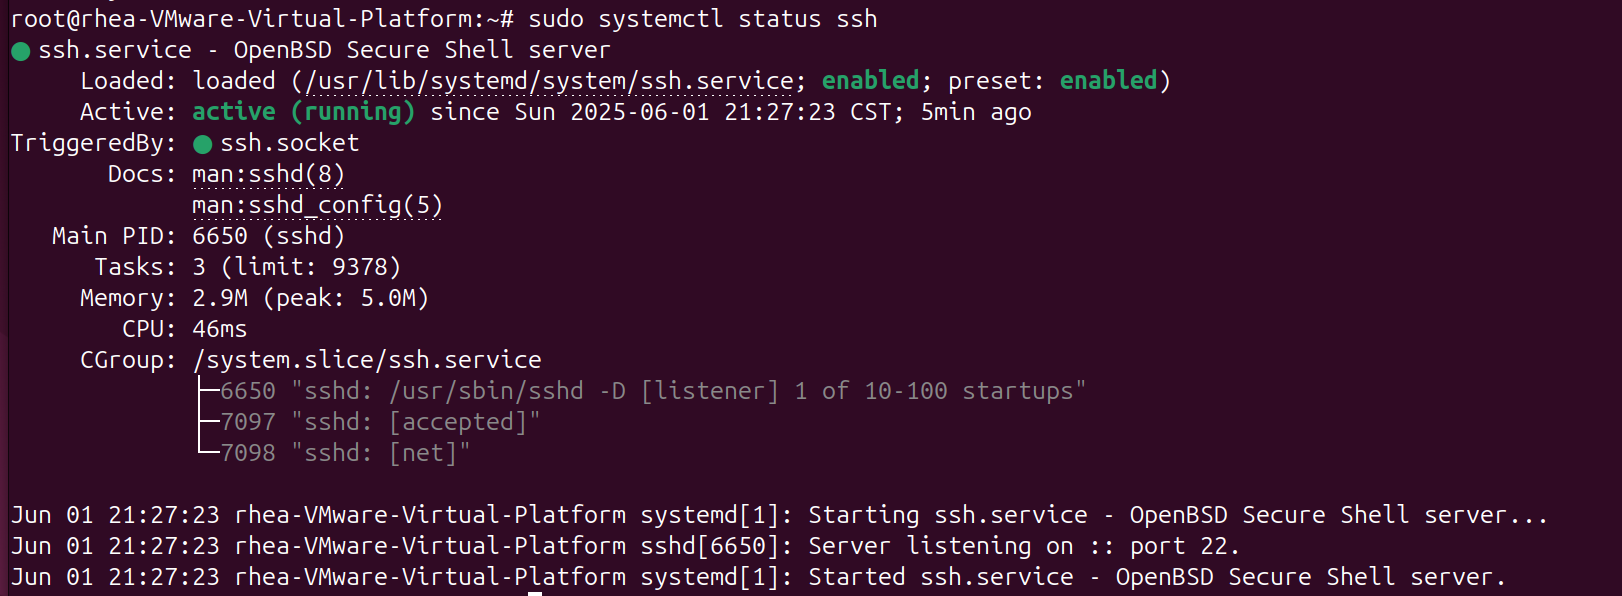 root@rhea-VMware-Virtual-Platform:~# sudo systemctl status ssh
● ssh.service - OpenBSD Secure Shell server
     Loaded: loaded (/usr/lib/systemd/system/ssh.service; enabled; preset: enabled)
     Active: active (running) since Sun 2025-06-01 21:27:23 CST; 5min ago
TriggeredBy: ● ssh.socket
       Docs: man:sshd(8)
             man:sshd_config(5)
   Main PID: 6650 (sshd)
      Tasks: 3 (limit: 9378)
     Memory: 2.9M (peak: 5.0M)
        CPU: 46ms
     CGroup: /system.slice/ssh.service
             ├─6650 "sshd: /usr/sbin/sshd -D [listener] 1 of 10-100 startups"
             ├─7097 "sshd: [accepted]"
             └─7098 "sshd: [net]"

Jun 01 21:27:23 rhea-VMware-Virtual-Platform systemd[1]: Starting ssh.service - OpenBSD Secure Shell server...
Jun 01 21:27:23 rhea-VMware-Virtual-Platform sshd[6650]: Server listening on :: port 22.
Jun 01 21:27:23 rhea-VMware-Virtual-Platform systemd[1]: Started ssh.service - OpenBSD Secure Shell server.